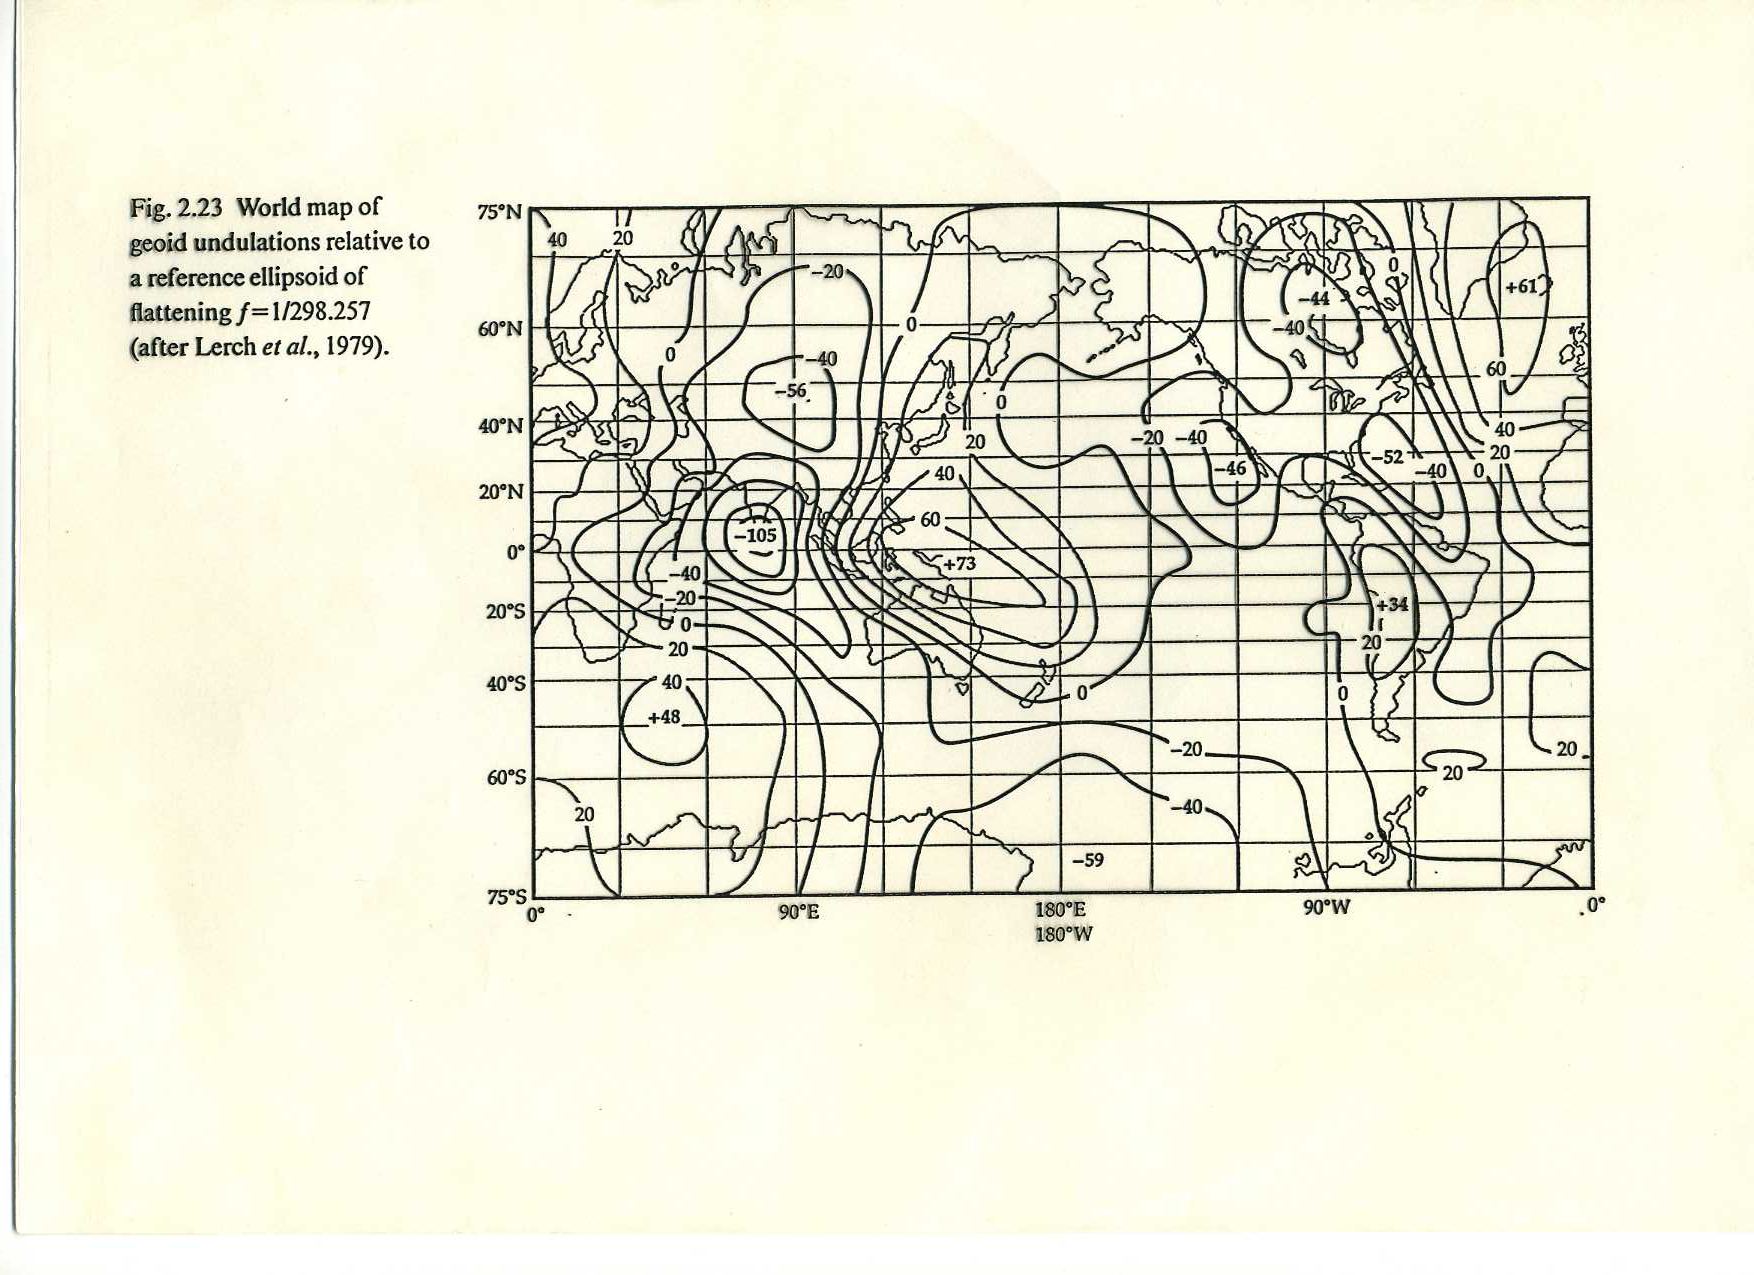 Fig. 2.23 World map of
geoid undulations relative to
a reference ellipsoid of
flattening f=1/298.257
(after Lerch et al., 1979).
75°N
40
20
0
+61
-20
-44
60°N
0
-40
0
-40
60
-56
0
40°N
20
-20
-40
40
-46
-52
-40
0
20
20°N
40
60
-105
0°
+73
-40
-20
20°S
+34
0
20
20
40°S
40
0
0
+48
-20
20
60°S
20
20
-40
-59
75°S
0°
90°E
180°E
90°W
0°
180°W